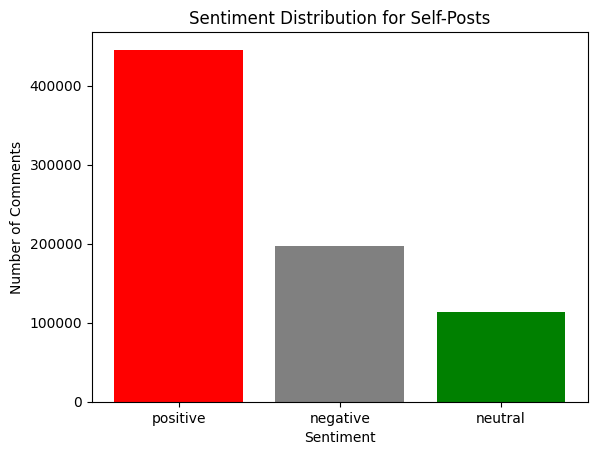 Sentiment Distribution for Self-Posts
Number of Comments
400000
300000
200000
100000
0
positive negative neutral
Sentiment